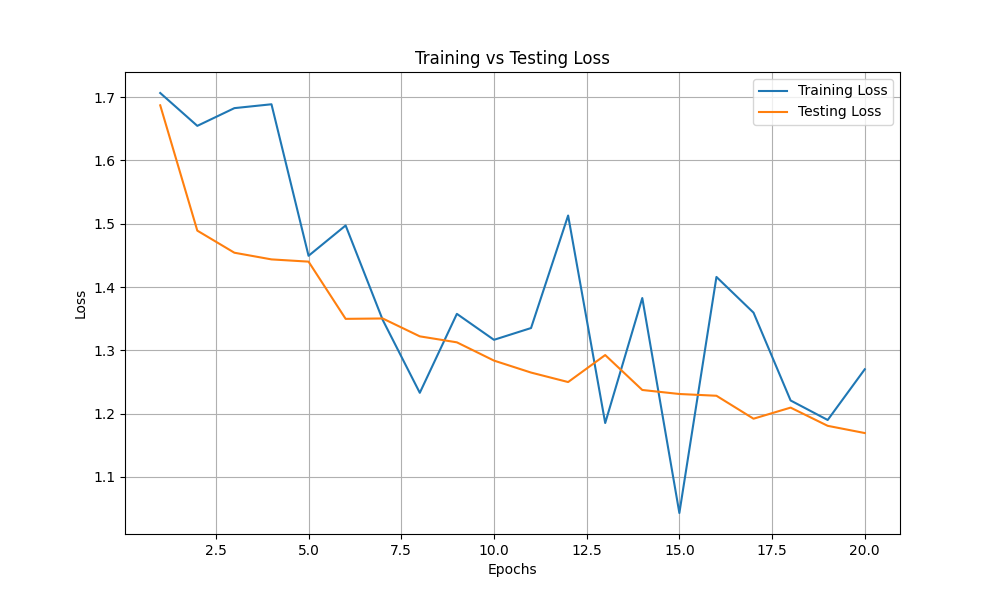 Training vs Testing Loss
Training Loss
Testing Loss
1.7
1.6
1.5
1.4
1.3
1.2
1.1
Loss
2.5 5.0 7.5 10.0 12.5 15.0 17.5 20.0
Epochs